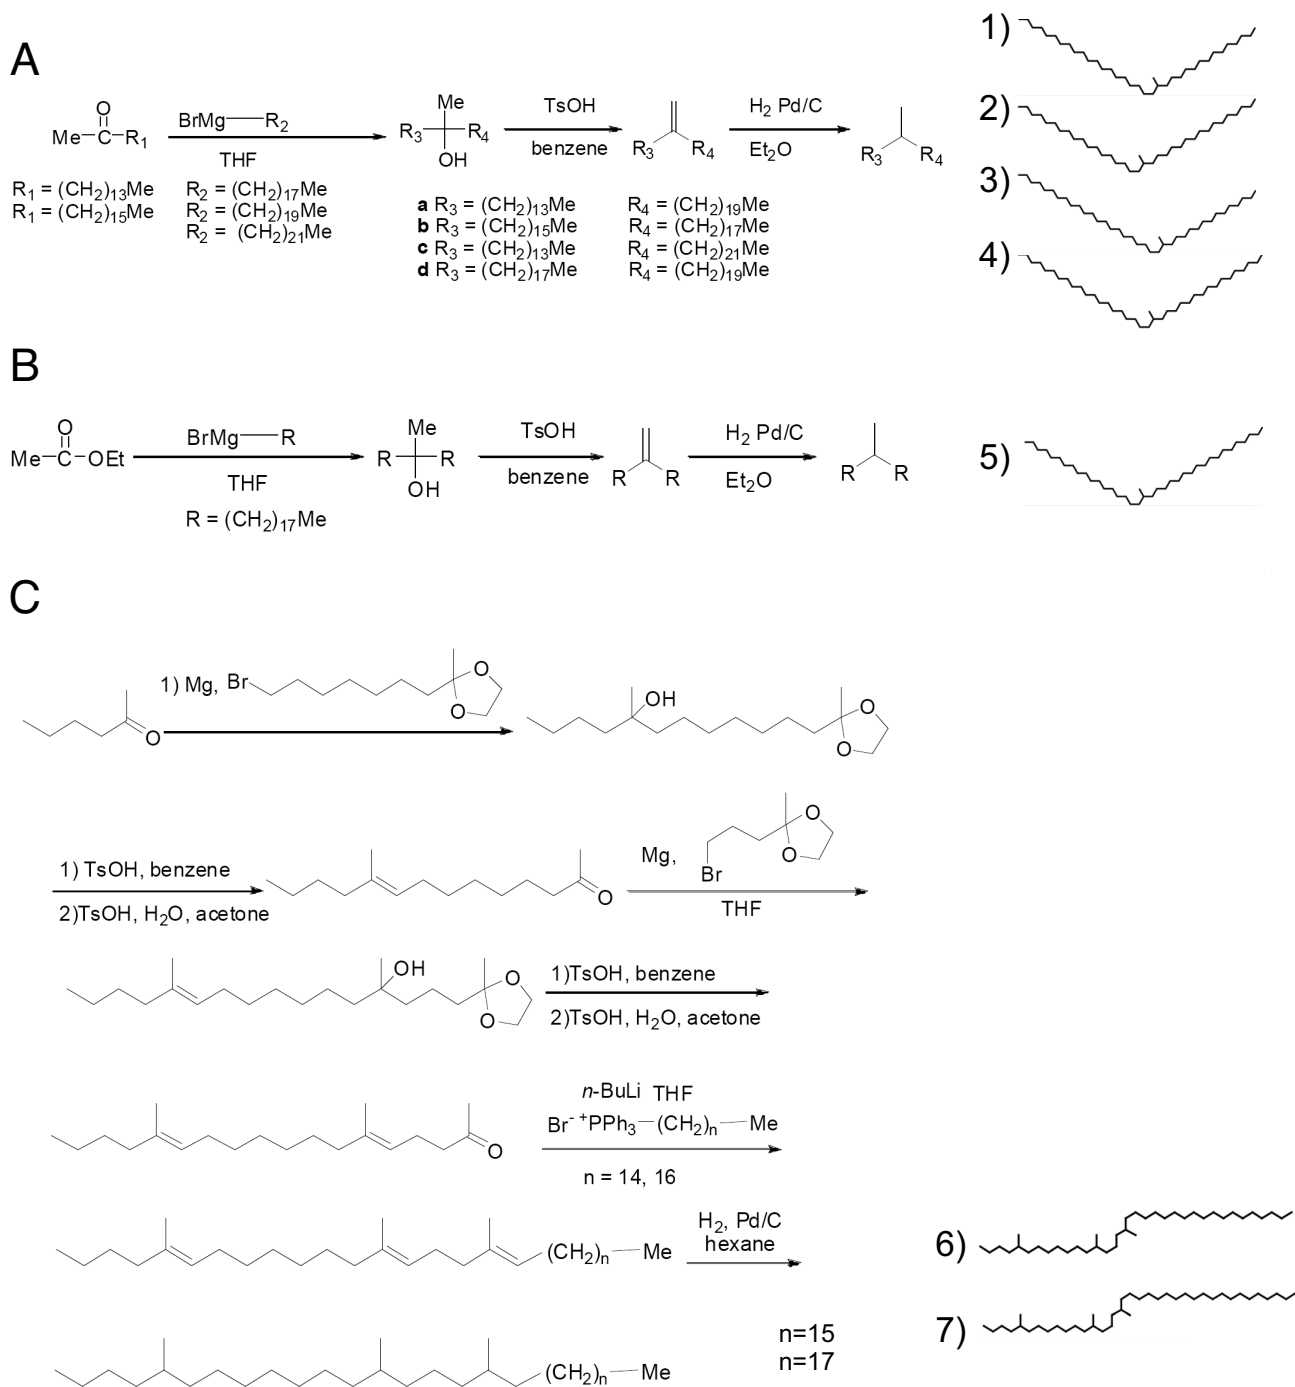 A
1)
2)
3)
4)
O
Me C R1
BrMg R2
THF
R1 = (CH2)13Me
R1 = (CH2)15Me
R2 = (CH2)17Me
R2 = (CH2)19Me
R2 = (CH2)21Me
Me
R3 R4
OH
TsOH
benzene
R3 R4
H2 Pd/C
Et2O
R3 R4
a R3 = (CH2)13Me R4 = (CH2)19Me
b R3 = (CH2)15Me R4 = (CH2)17Me
c R3 = (CH2)13Me R4 = (CH2)21Me
d R3 = (CH2)17Me R4 = (CH2)19Me
B
O
Me C OEt
BrMg R
THF
R = (CH2)17Me
Me
R R
OH
TsOH
benzene
R R
H2 Pd/C
Et2O
R R
5)
C
O
1) Mg, Br
O
O
OH
O
O
1) TsOH, benzene
2)TsOH, H2O, acetone
O
Mg,
Br
O
O
THF
OH
O
O
1)TsOH, benzene
2)TsOH, H2O, acetone
O
n-BuLi THF
Br- +PPh3 (CH2)n Me
n = 14, 16
(CH2)n Me
H2, Pd/C
hexane
6)
7)
n=15
n=17
(CH2)n Me